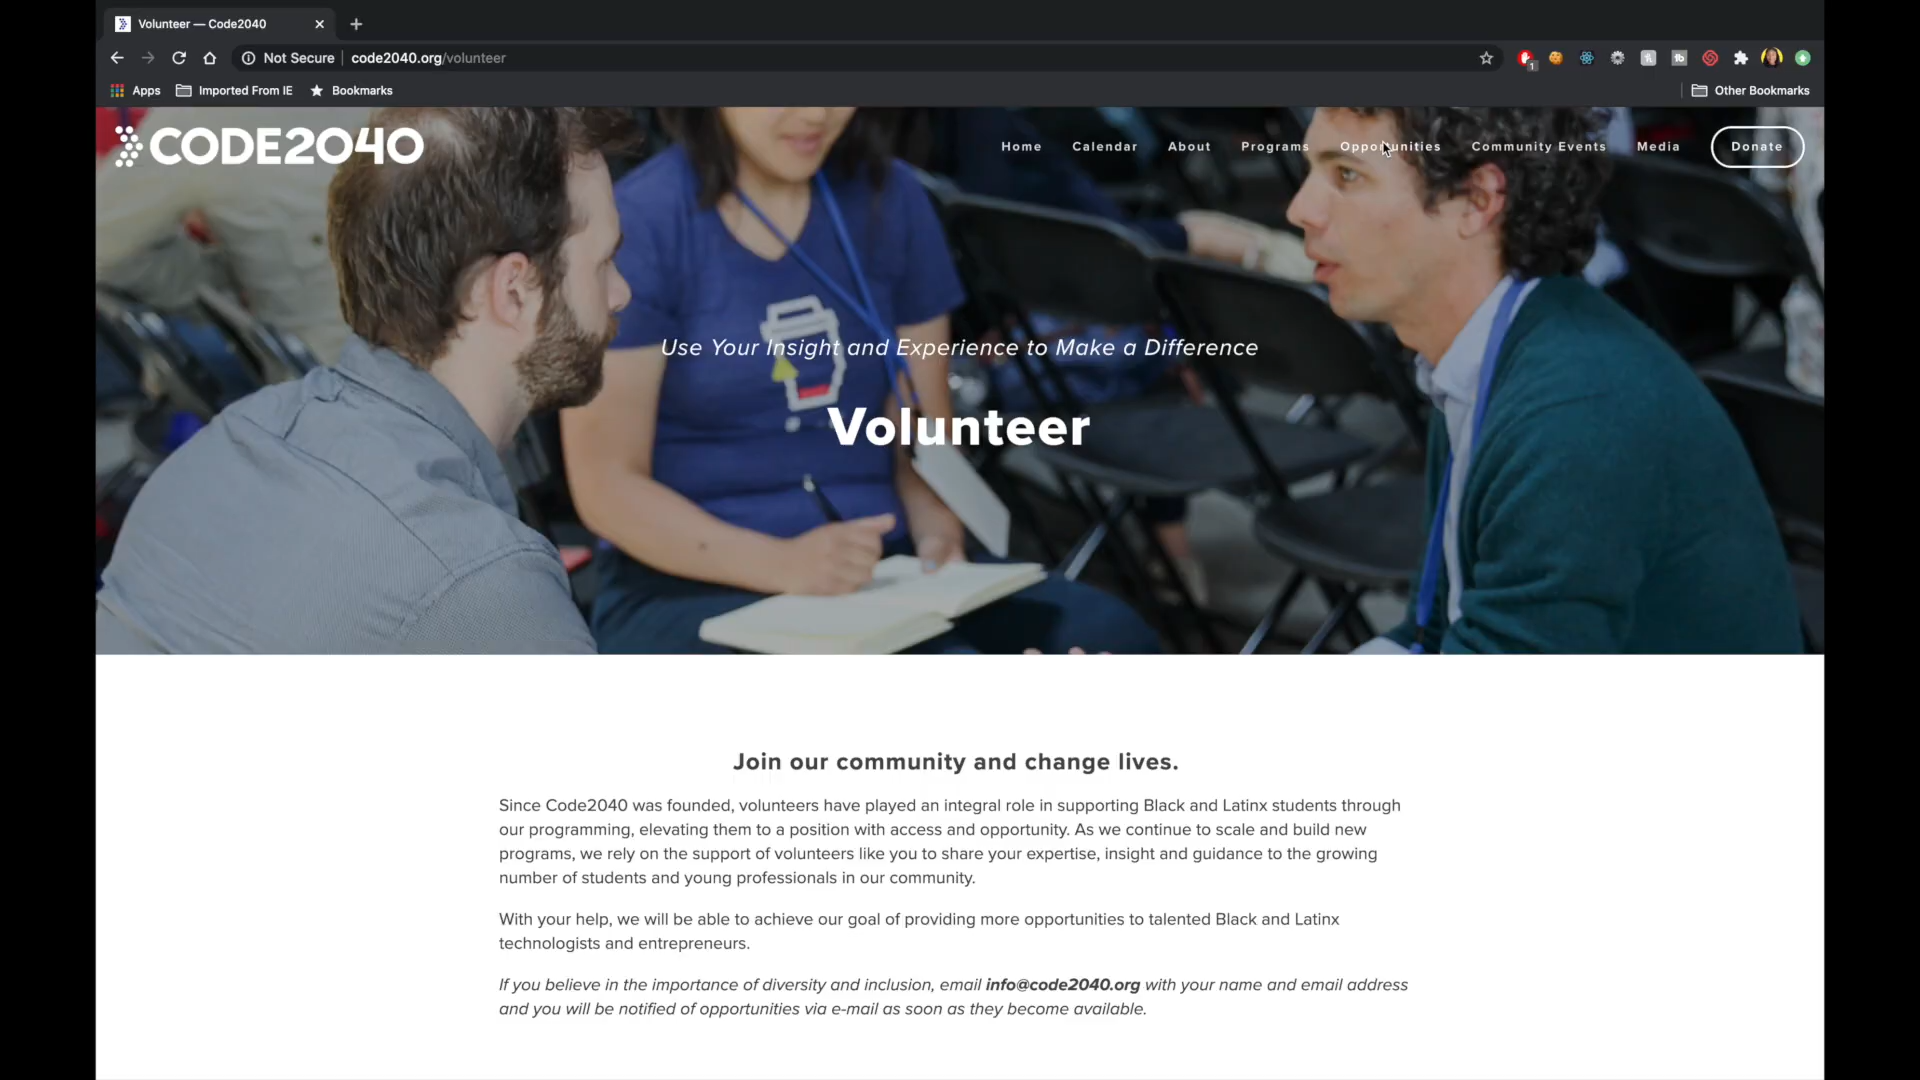 Volunteer — Code2040
Not Secure code2040.org/volunteer
1
Apps Imported From IE Bookmarks Other Bookmarks
CODE2040
Home Calendar About Programs Opportunities Community Events Media Donate
Use Your Insight and Experience to Make a Difference
Volunteer
Join our community and change lives.
Since Code2040 was founded, volunteers have played an integral role in supporting Black and Latinx students through
our programming, elevating them to a position with access and opportunity. As we continue to scale and build new
programs, we rely on the support of volunteers like you to share your expertise, insight and guidance to the growing
number of students and young professionals in our community.
With your help, we will be able to achieve our goal of providing more opportunities to talented Black and Latinx
technologists and entrepreneurs.
If you believe in the importance of diversity and inclusion, email info@code2040.org with your name and email address
and you will be notified of opportunities via e-mail as soon as they become available.